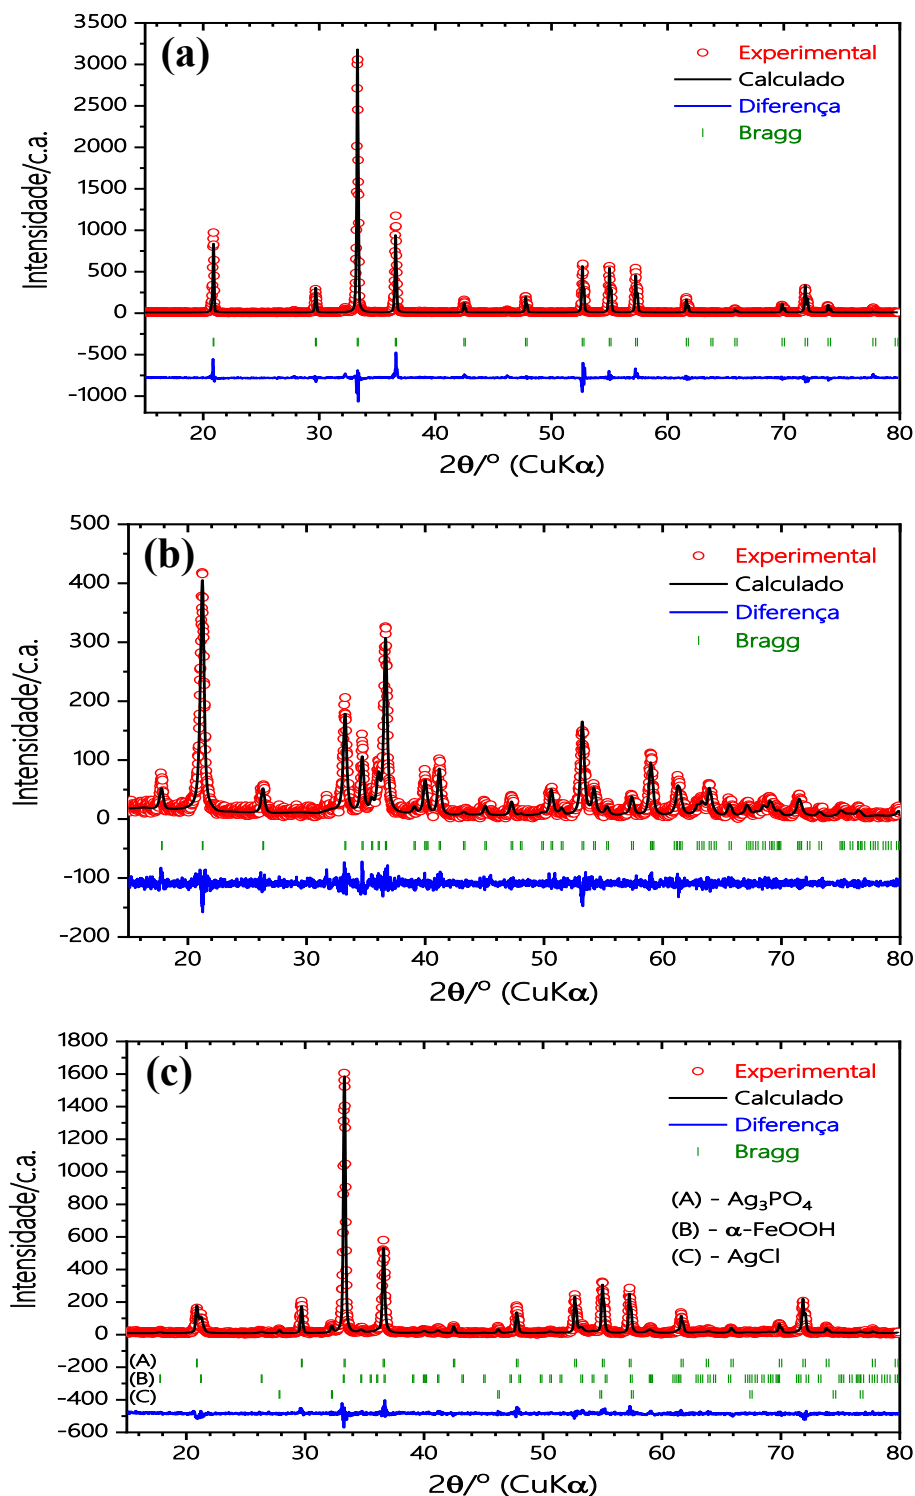 (a)
Experimental
Calculado
Diferença
Bragg
Intensidade/c.a.
3500
3000
2500
2000
1500
1000
500
0
-500
-1000
20 30 40 50 60 70 80
2θ/° (CuKα)
(b)
Experimental
Calculado
Diferença
Bragg
Intensidade/c.a.
500
400
300
200
100
0
-100
-200
20 30 40 50 60 70 80
2θ/° (CuKα)
(c)
Experimental
Calculado
Diferença
Bragg
(A) - Ag₃PO₄
(B) - α-FeOOH
(C) - AgCl
Intensidade/c.a.
1800
1600
1400
1200
1000
800
600
400
200
0
-200
-400
-600
(A)
(B)
(C)
20 30 40 50 60 70 80
2θ/° (CuKα)